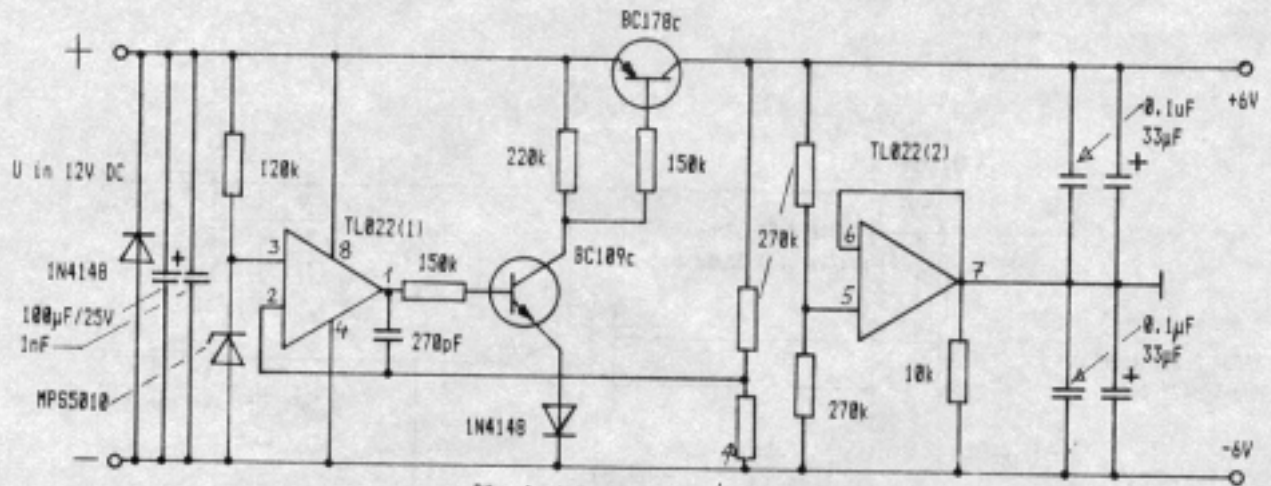 BC178c
+
+6V
0.1uF
33µF
+
U in 12V DC
120k
220k
150k
TL022(2)
TL022(1)
3
8
1
150k
BC109c
270k
6
7
5
+
1N4148
100µF/25V
1nF
2
4
270pF
0.1µF
33µF
+
MPS5010
1N4148
270k
10k
-
-6V